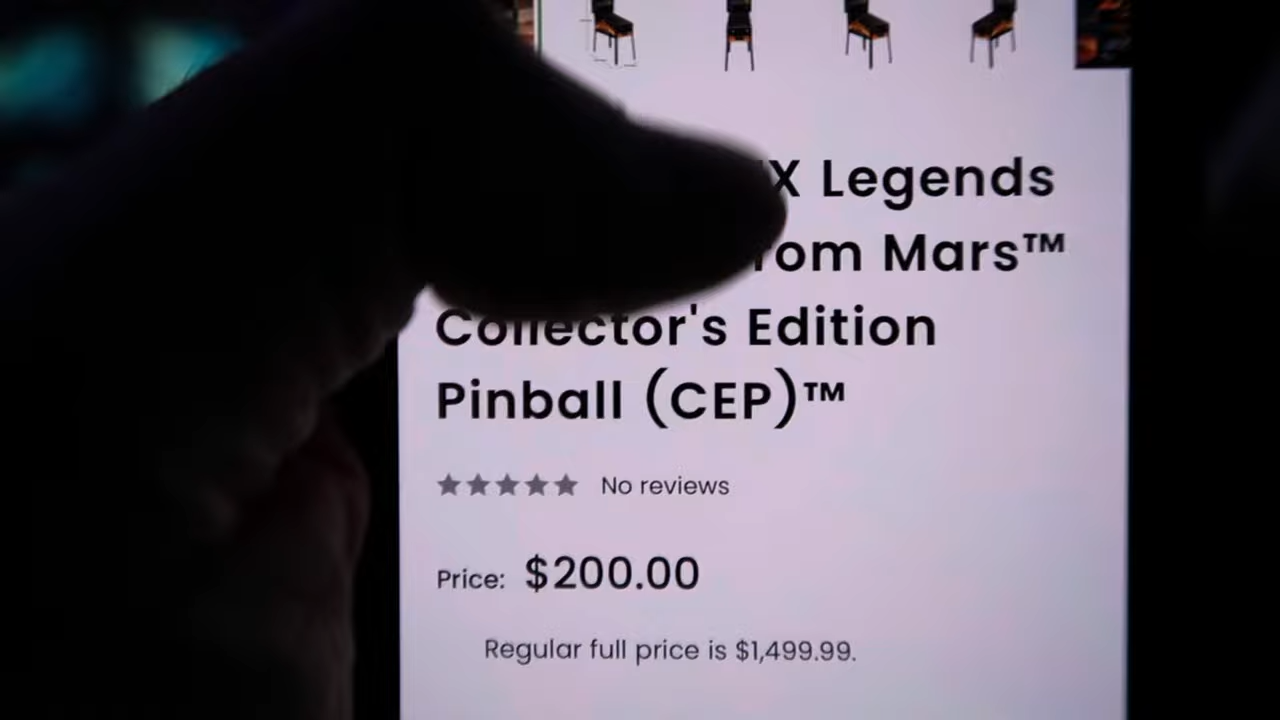 X Legends
rom Mars™
Collector's Edition
Pinball (CEP)™
No reviews
Price: $200.00
Regular full price is $1,499.99.